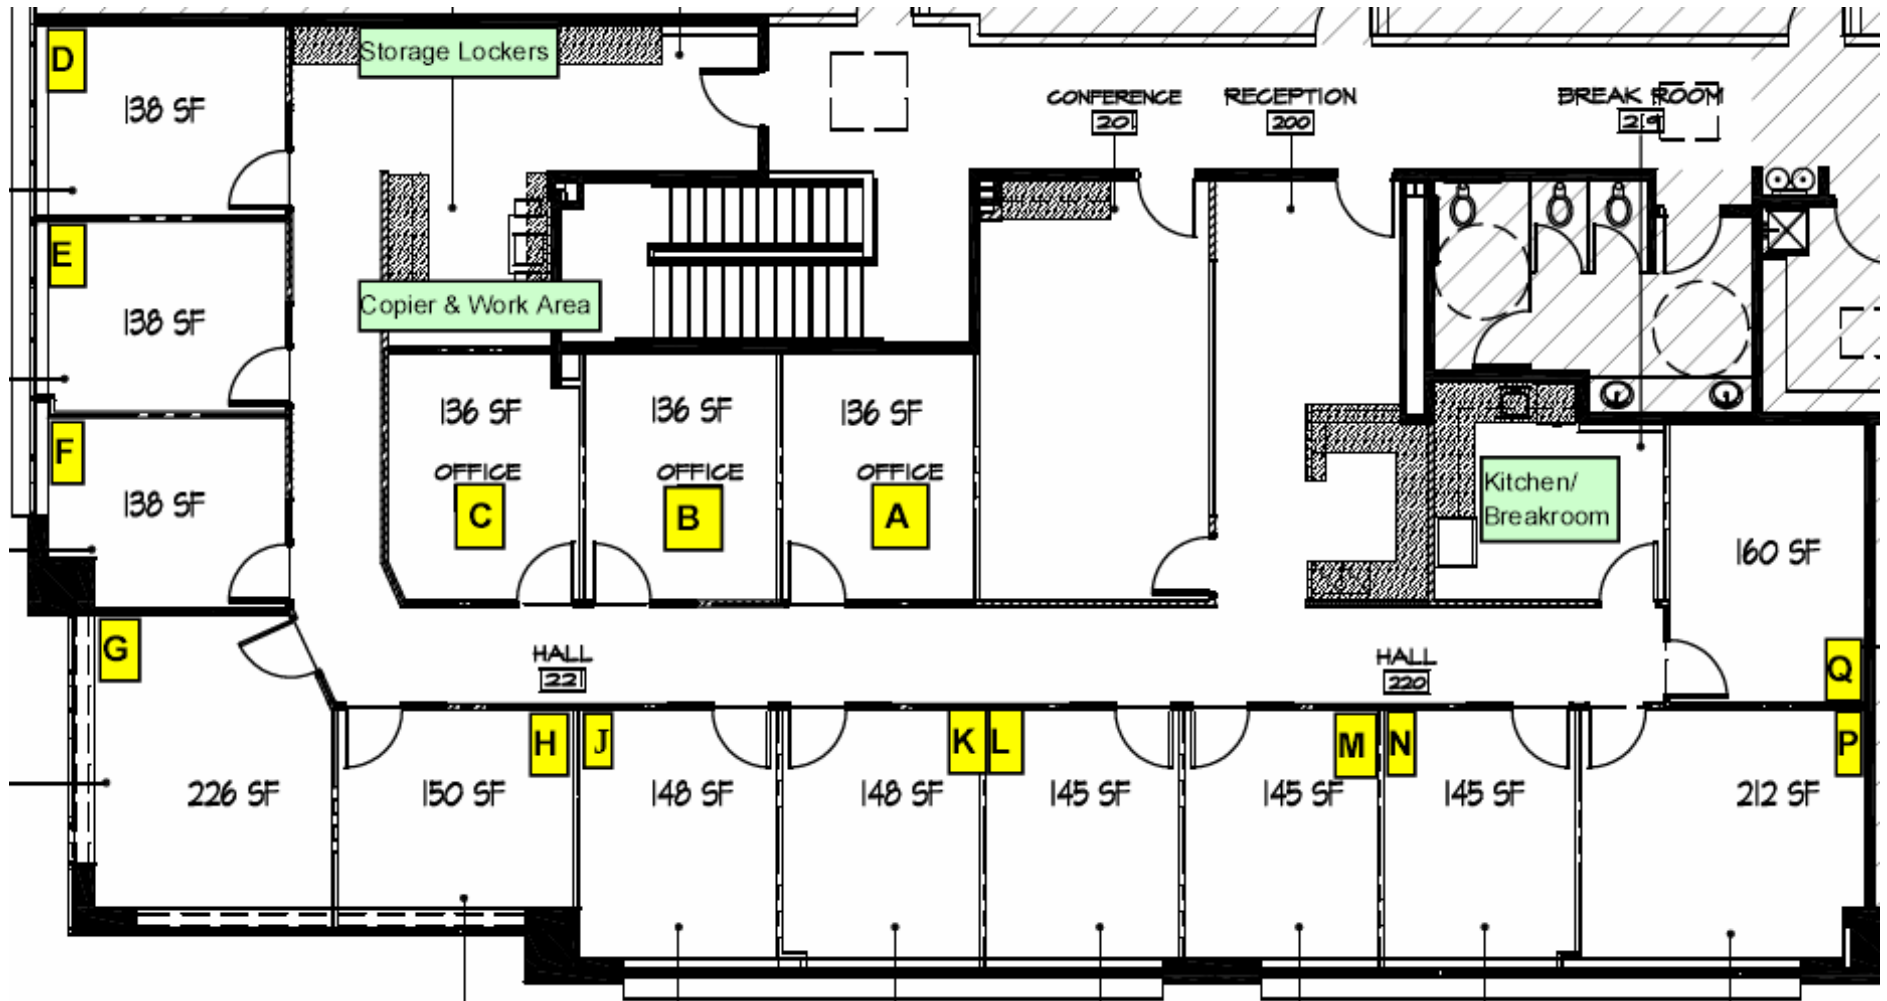 D
138 SF
Storage Lockers
CONFERENCE
201
RECEPTION
200
BREAK ROOM
219
E
138 SF
Copier & Work Area
F
138 SF
136 SF
OFFICE
C
136 SF
OFFICE
B
136 SF
OFFICE
A
Kitchen/
Breakroom
160 SF
Q
G
226 SF
HALL
221
HALL
220
H
150 SF
J
148 SF
K
148 SF
L
145 SF
M
145 SF
N
145 SF
P
212 SF